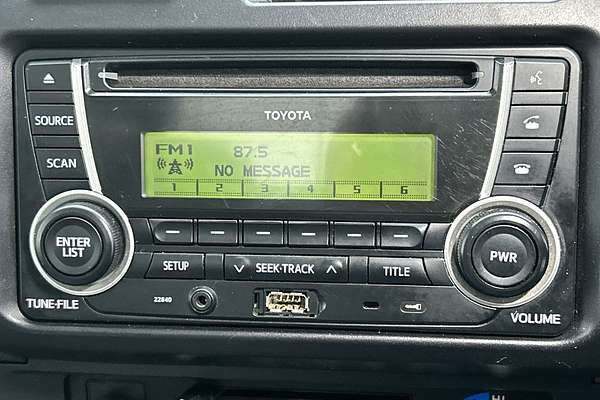 TOYOTA
SOURCE
FM1 87.5
NO MESSAGE
SCAN
1 2 3 4 5 6
ENTER
LIST
PWR
SETUP
SEEK·TRACK
TITLE
TUNE·FILE
22840
VOLUME